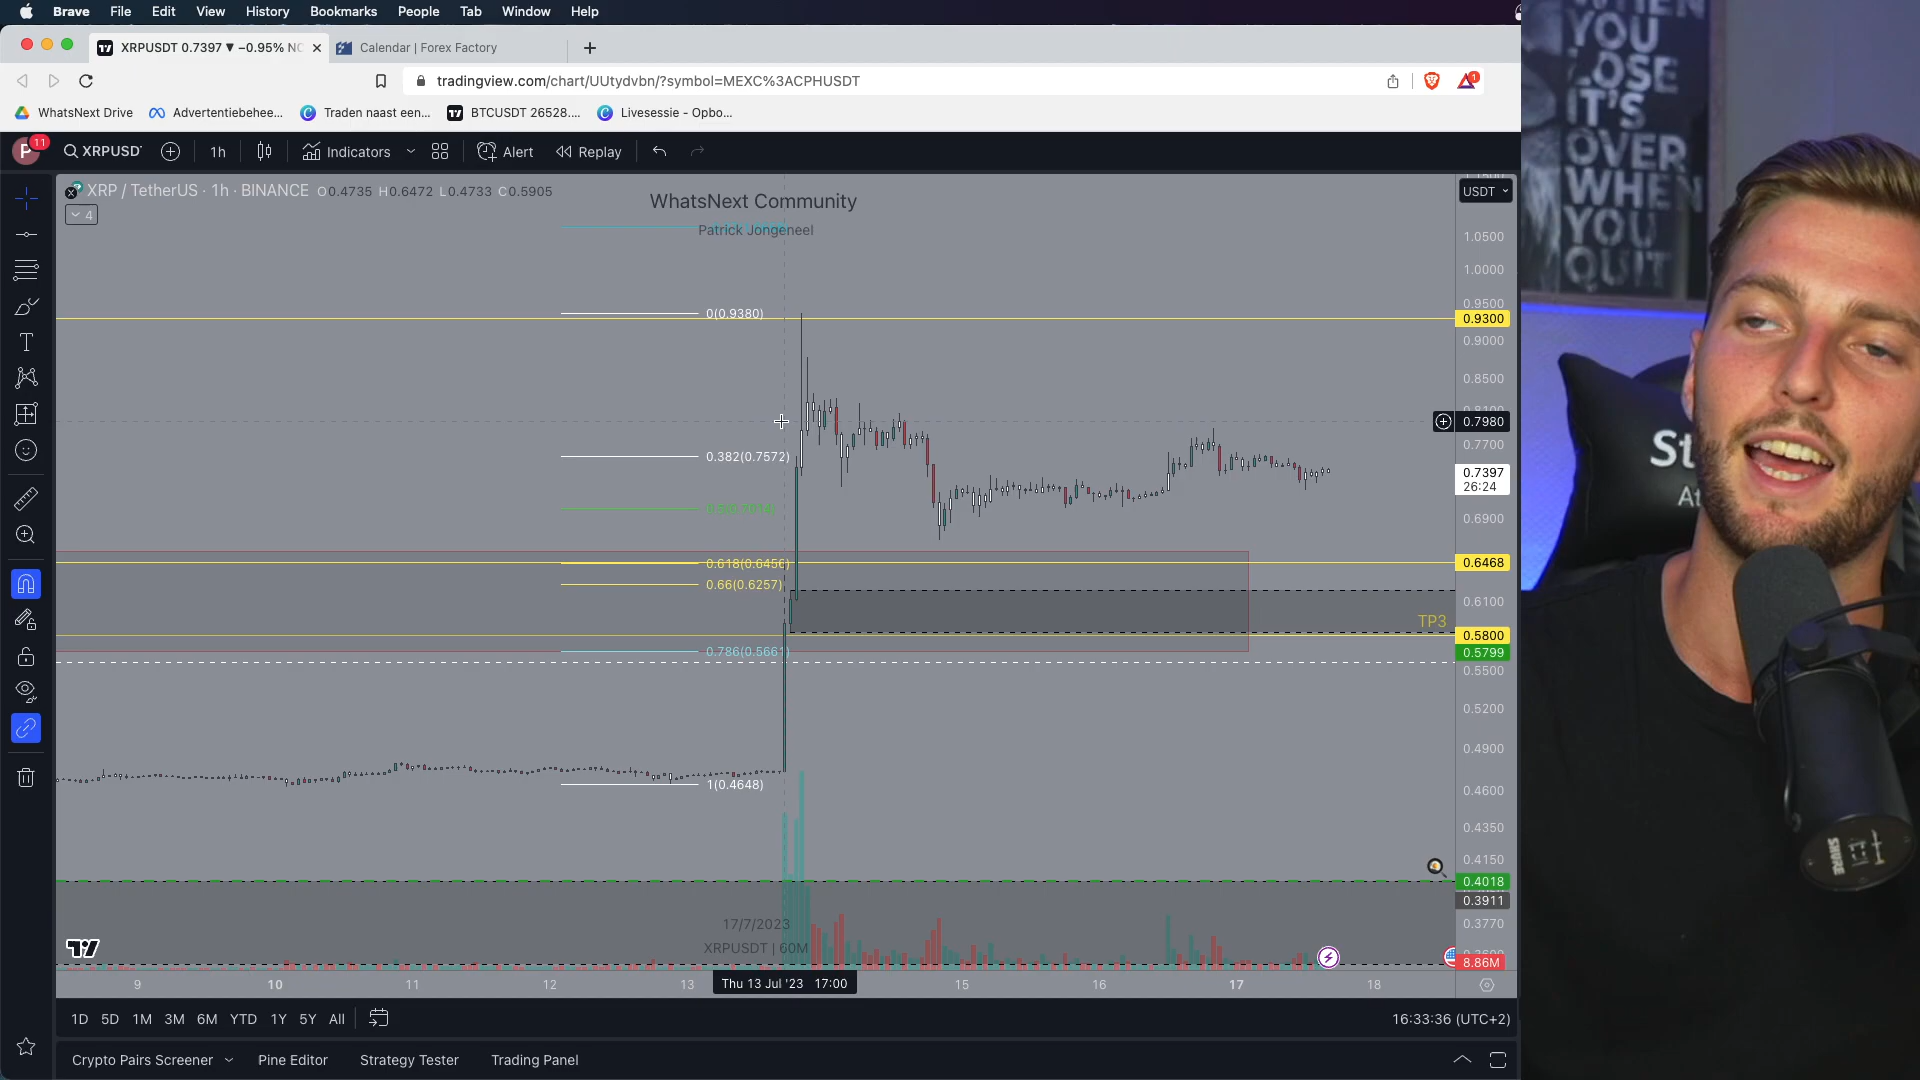 Brave File Edit View History Bookmarks People Tab Window Help
XRPUSDT 0.7397 ▼ −0.95% NO
Calendar | Forex Factory
tradingview.com/chart/UUtydvbn/?symbol=MEXC%3ACPHUSDT
1
WhatsNext Drive
Advertentiebehee...
Traden naast een...
BTCUSDT 26528....
Livesessie - Opbo...
P 11
XRPUSD
1h
Indicators
Alert
Replay
XRP / TetherUS · 1h · BINANCE O0.4735 H0.6472 L0.4733 C0.5905
4
WhatsNext Community
Patrick Jongeneel
USDT
1.0500
1.0000
0.9500
0(0.9380)
0.9300
0.9000
0.8500
0.7980
0.7700
0.382(0.7572)
0.7397
26:24
0.6900
0.618(0.6456)
0.6468
0.66(0.6257)
0.6100
TP3
0.5800
0.5799
0.786(0.5661)
0.5500
0.5200
0.4900
1(0.4648)
0.4600
0.4350
0.4150
0.4018
0.3911
0.3770
17/7/2023
XRPUSDT | 60M
8.86M
9 10 11 12 13 Thu 13 Jul '23 17:00 15 16 17 18
1D 5D 1M 3M 6M YTD 1Y 5Y All
16:33:36 (UTC+2)
Crypto Pairs Screener Pine Editor Strategy Tester Trading Panel
WHEN
YOU
LOSE
IT'S
OVER
WHEN
YOU
QUIT
St
At
SHURE